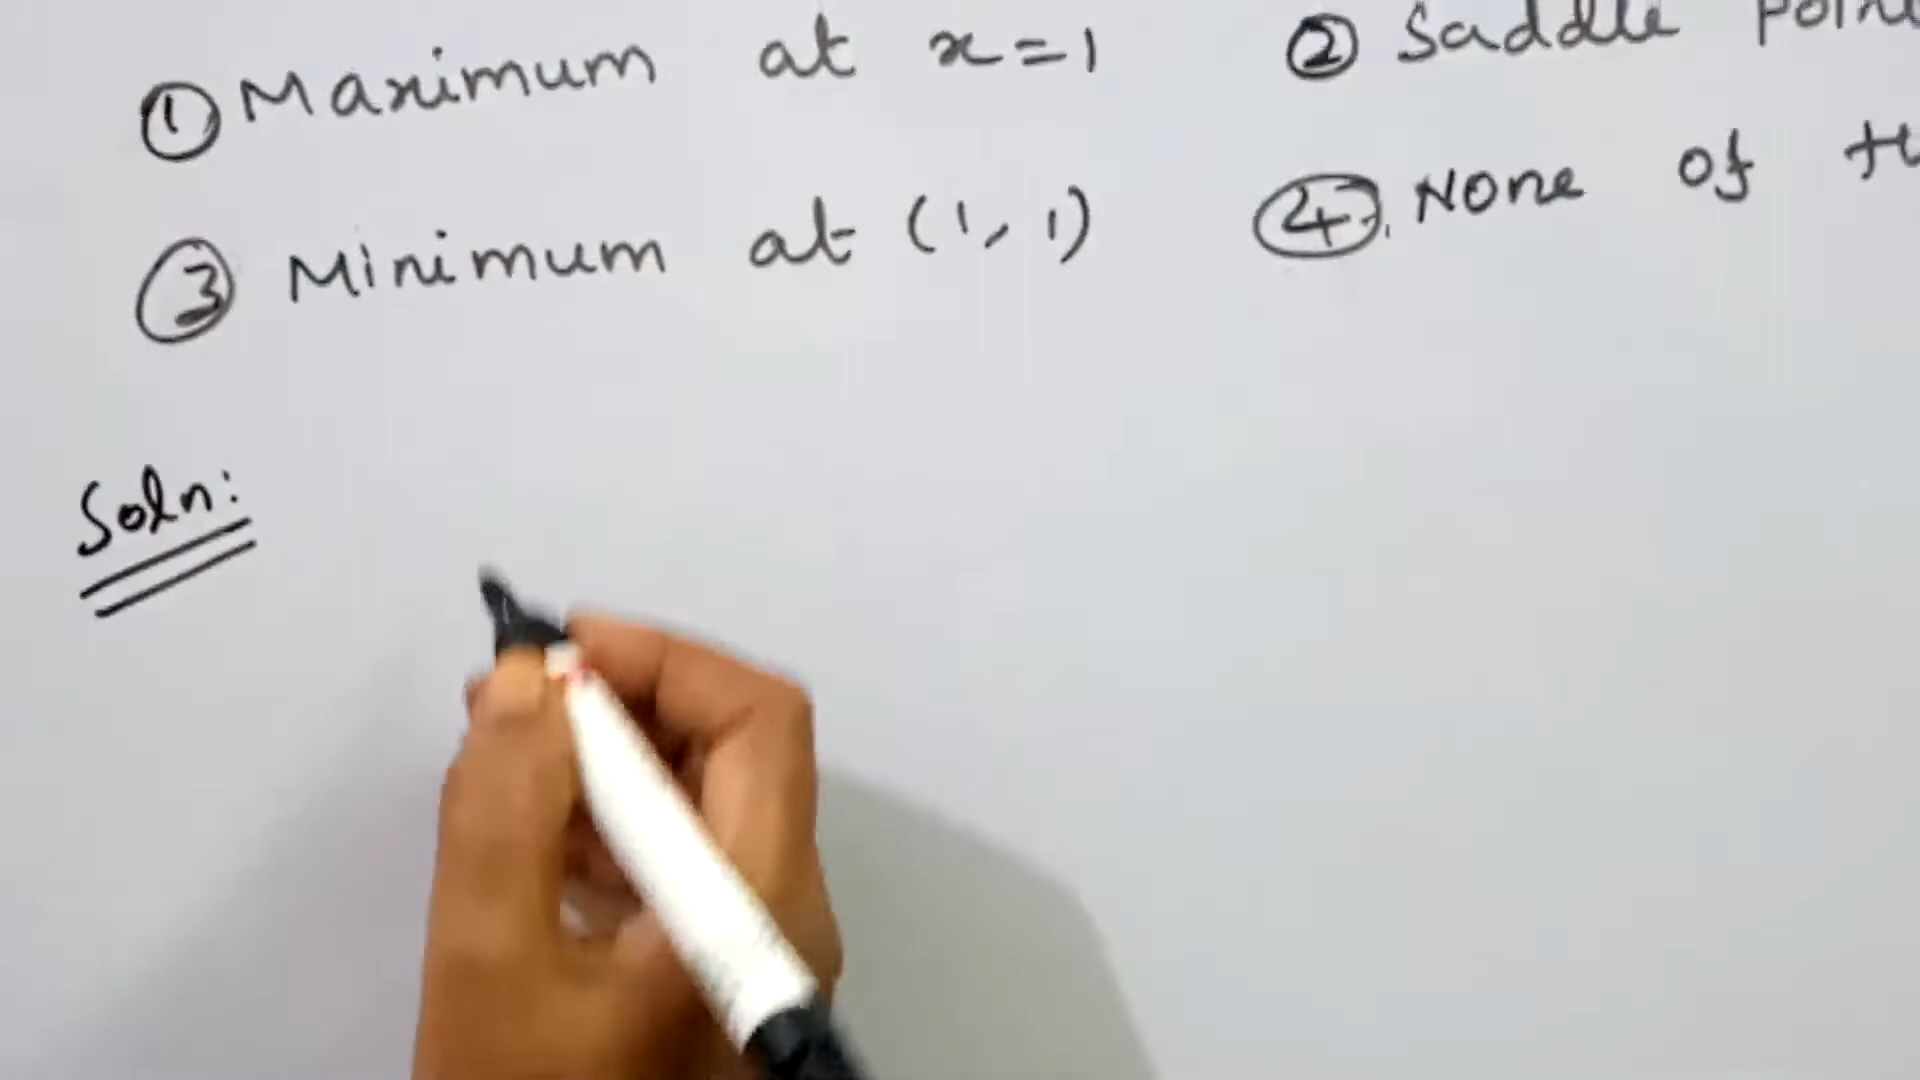 ① Maximum at x=1 ② Saddle
③ Minimum at (1, 1) ④. None of
Soln: